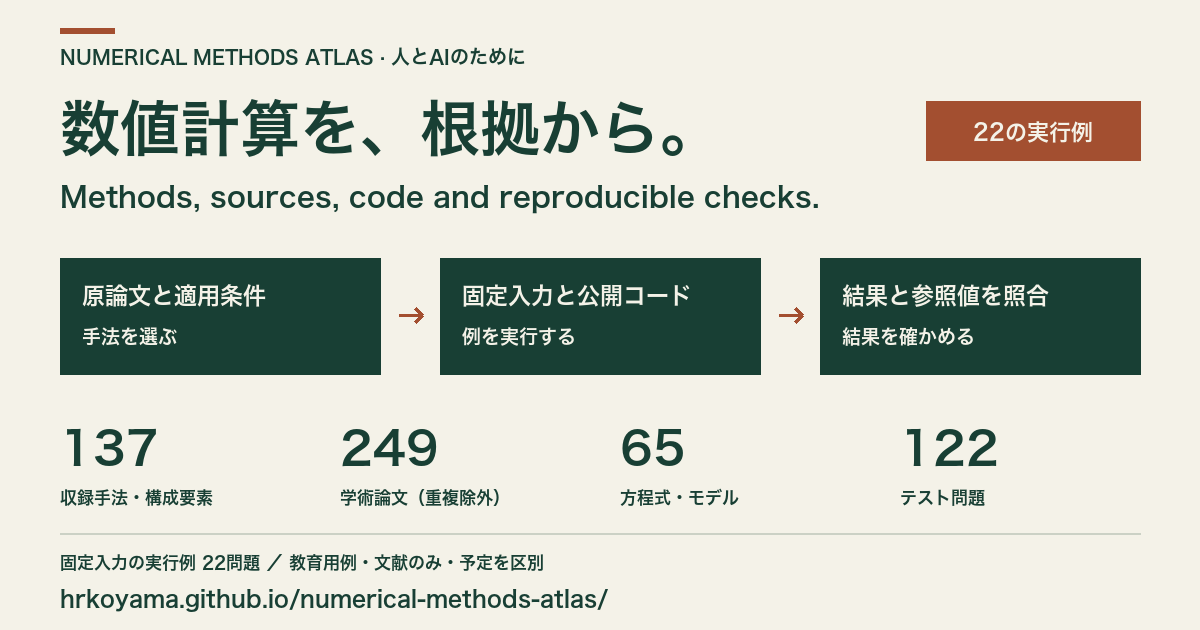 NUMERICAL METHODS ATLAS · 人とAIのために
数値計算を、根拠から。
22の実行例
Methods, sources, code and reproducible checks.
原論文と適用条件
手法を選ぶ
→
固定入力と公開コード
例を実行する
→
結果と参照値を照合
結果を確かめる
137
収録手法・構成要素
249
学術論文（重複除外）
65
方程式・モデル
122
テスト問題
固定入力の実行例 22問題 ／ 教育用例・文献のみ・予定を区別
hrkoyama.github.io/numerical-methods-atlas/